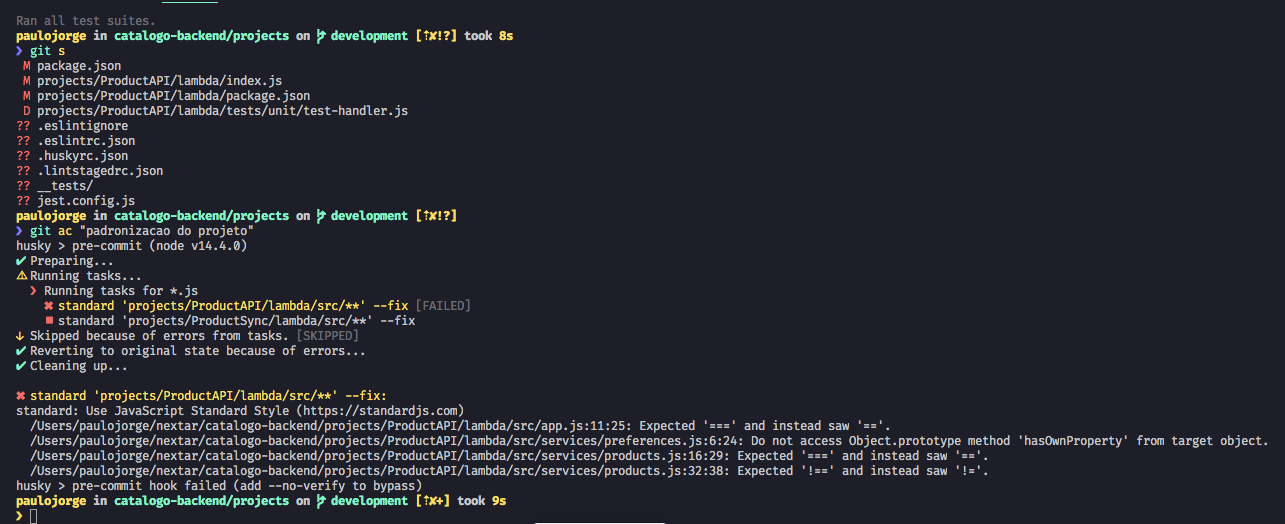 Ran all test suites.
paulojorge in catalogo-backend/projects on development [⇡✘!?] took 8s
❯ git s
 M package.json
 M projects/ProductAPI/lambda/index.js
 M projects/ProductAPI/lambda/package.json
 D projects/ProductAPI/lambda/tests/unit/test-handler.js
?? .eslintignore
?? .eslintrc.json
?? .huskyrc.json
?? .lintstagedrc.json
?? __tests/
?? jest.config.js
paulojorge in catalogo-backend/projects on development [⇡✘!?]
❯ git ac "padronizacao do projeto"
husky > pre-commit (node v14.4.0)
✔ Preparing...
⚠ Running tasks...
  ❯ Running tasks for *.js
    ✖ standard 'projects/ProductAPI/lambda/src/**' --fix [FAILED]
    ■ standard 'projects/ProductSync/lambda/src/**' --fix
↓ Skipped because of errors from tasks. [SKIPPED]
✔ Reverting to original state because of errors...
✔ Cleaning up...
✖ standard 'projects/ProductAPI/lambda/src/**' --fix:
standard: Use JavaScript Standard Style (https://standardjs.com)
  /Users/paulojorge/nextar/catalogo-backend/projects/ProductAPI/lambda/src/app.js:11:25: Expected '===' and instead saw '=='.
  /Users/paulojorge/nextar/catalogo-backend/projects/ProductAPI/lambda/src/services/preferences.js:6:24: Do not access Object.prototype method 'hasOwnProperty' from target object.
  /Users/paulojorge/nextar/catalogo-backend/projects/ProductAPI/lambda/src/services/products.js:16:29: Expected '===' and instead saw '=='.
  /Users/paulojorge/nextar/catalogo-backend/projects/ProductAPI/lambda/src/services/products.js:32:38: Expected '!==' and instead saw '!='.
husky > pre-commit hook failed (add --no-verify to bypass)
paulojorge in catalogo-backend/projects on development [⇡✘+] took 9s
❯